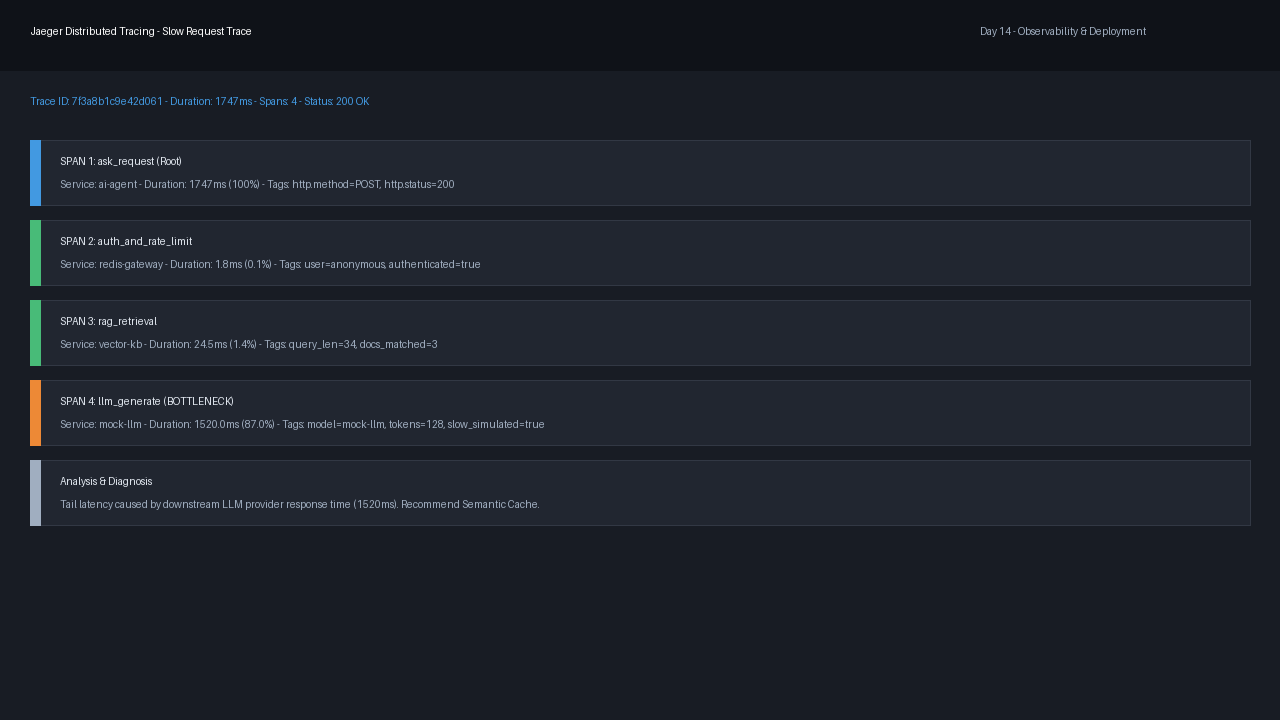 Jaeger Distributed Tracing - Slow Request Trace
Day 14 - Observability & Deployment
Trace ID: 7f3a8b1c9e42d061 - Duration: 1747ms - Spans: 4 - Status: 200 OK
SPAN 1: ask_request (Root)
Service: ai-agent - Duration: 1747ms (100%) - Tags: http.method=POST, http.status=200
SPAN 2: auth_and_rate_limit
Service: redis-gateway - Duration: 1.8ms (0.1%) - Tags: user=anonymous, authenticated=true
SPAN 3: rag_retrieval
Service: vector-kb - Duration: 24.5ms (1.4%) - Tags: query_len=34, docs_matched=3
SPAN 4: llm_generate (BOTTLENECK)
Service: mock-llm - Duration: 1520.0ms (87.0%) - Tags: model=mock-llm, tokens=128, slow_simulated=true
Analysis & Diagnosis
Tail latency caused by downstream LLM provider response time (1520ms). Recommend Semantic Cache.